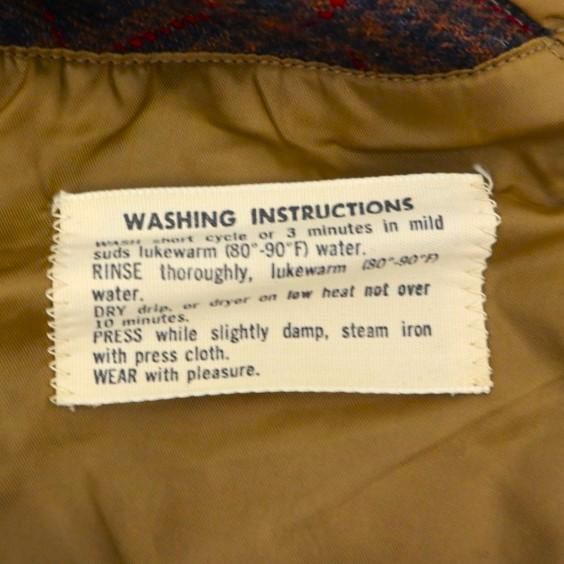 WASHING INSTRUCTIONS
WASH short cycle or 3 minutes in mild
suds lukewarm (80°-90°F) water.
RINSE thoroughly, lukewarm (80°-90°F)
water.
DRY drip, or dryer on low heat not over
10 minutes.
PRESS while slightly damp, steam iron
with press cloth.
WEAR with pleasure.